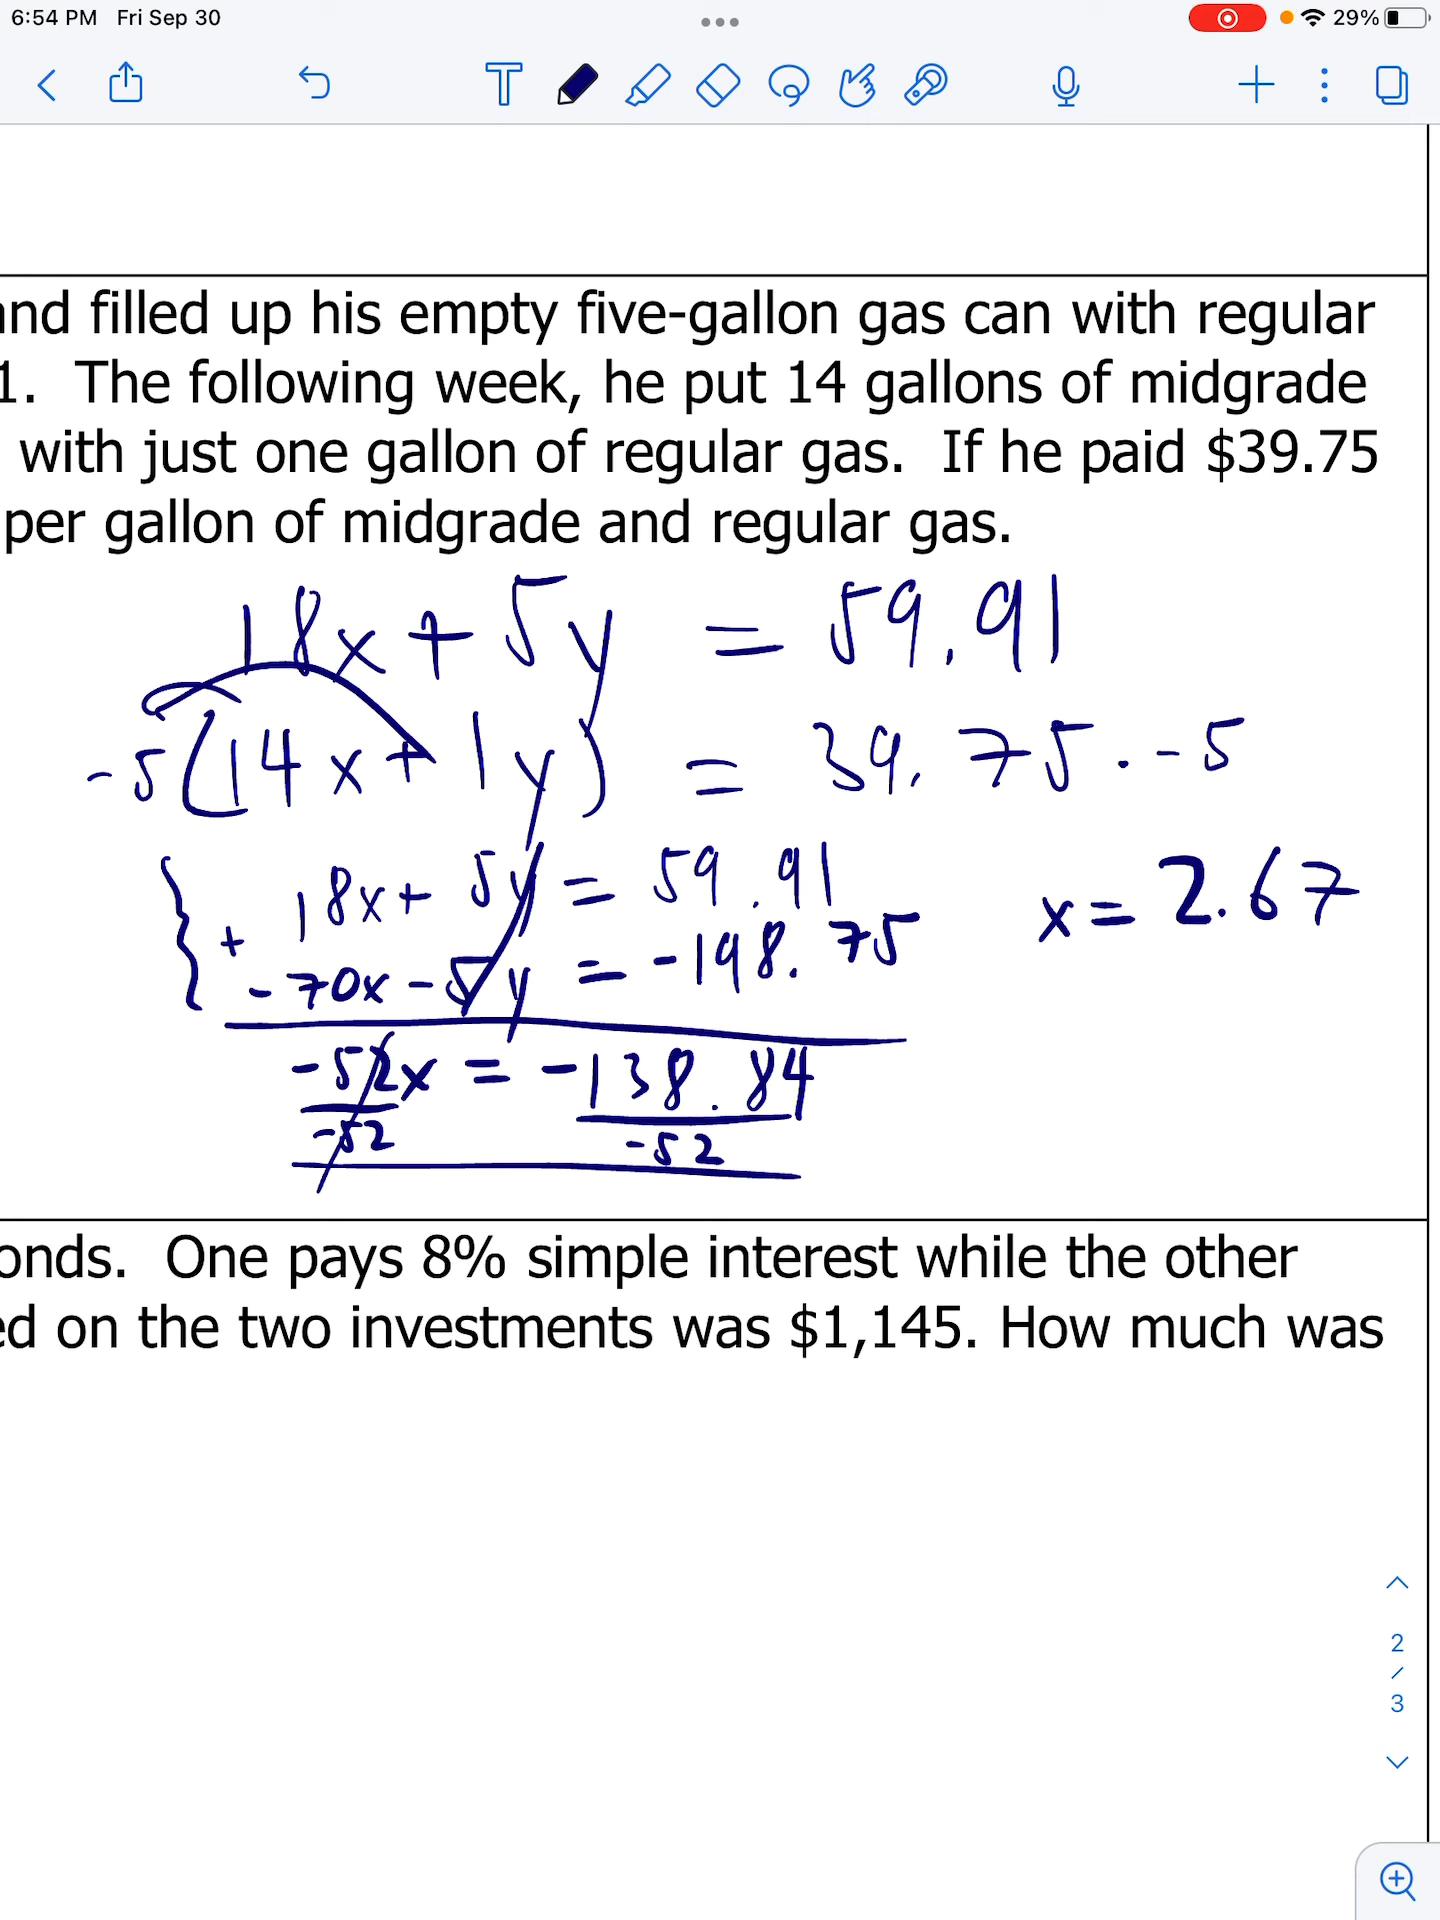 6:54 PM Fri Sep 30 29%
T
and filled up his empty five-gallon gas can with regular
1. The following week, he put 14 gallons of midgrade
with just one gallon of regular gas. If he paid $39.75
per gallon of midgrade and regular gas.
18x + 5y = 59.91
-5(14x + 1y) = 39.75 . -5
18x + 5y = 59.91
+ -70x - 5y = -198.75
x = 2.67
-52x = -138.84
-52 -52
onds. One pays 8% simple interest while the other
ed on the two investments was $1,145. How much was
2
/
3